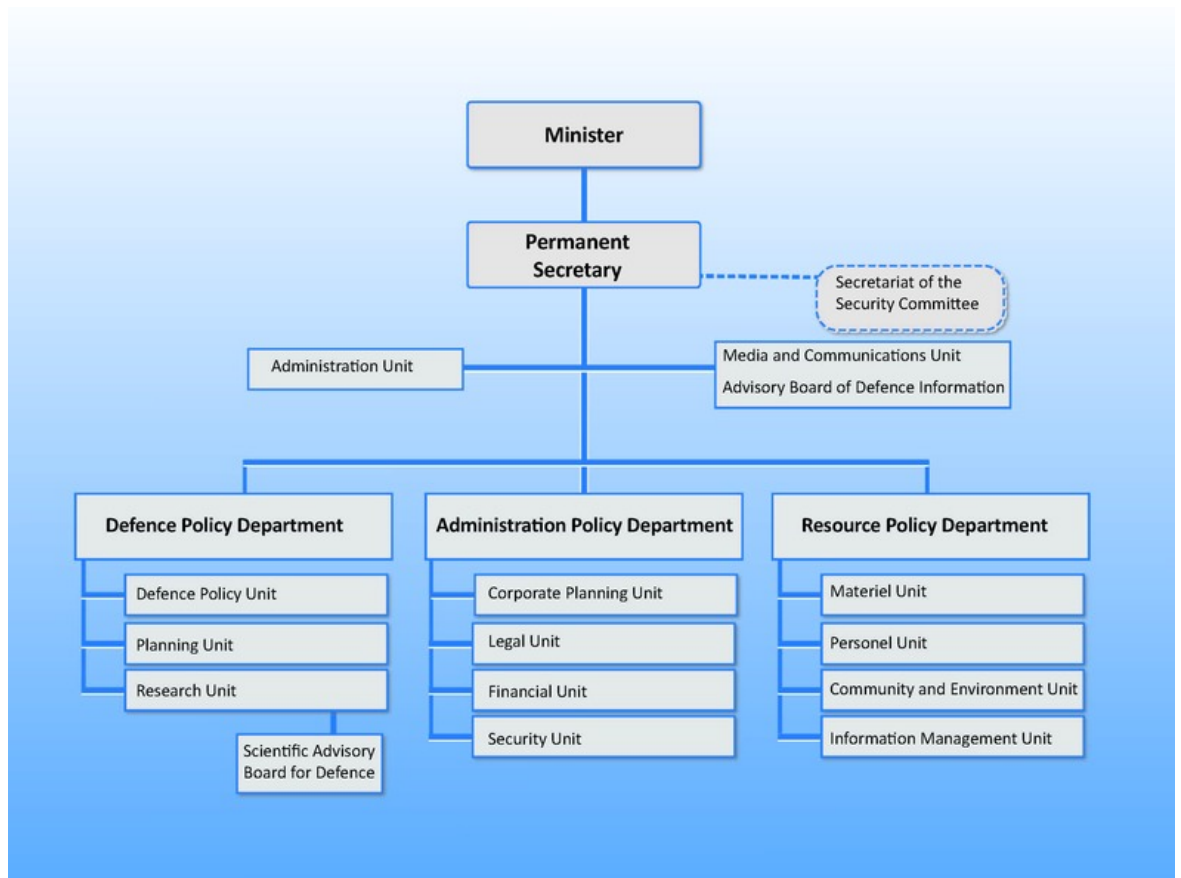 Minister
Permanent
Secretary
Secretariat of the
Security Committee
Administration Unit
Media and Communications Unit
Advisory Board of Defence Information
Defence Policy Department
Defence Policy Unit
Planning Unit
Research Unit
Scientific Advisory
Board for Defence
Administration Policy Department
Corporate Planning Unit
Legal Unit
Financial Unit
Security Unit
Resource Policy Department
Materiel Unit
Personel Unit
Community and Environment Unit
Information Management Unit